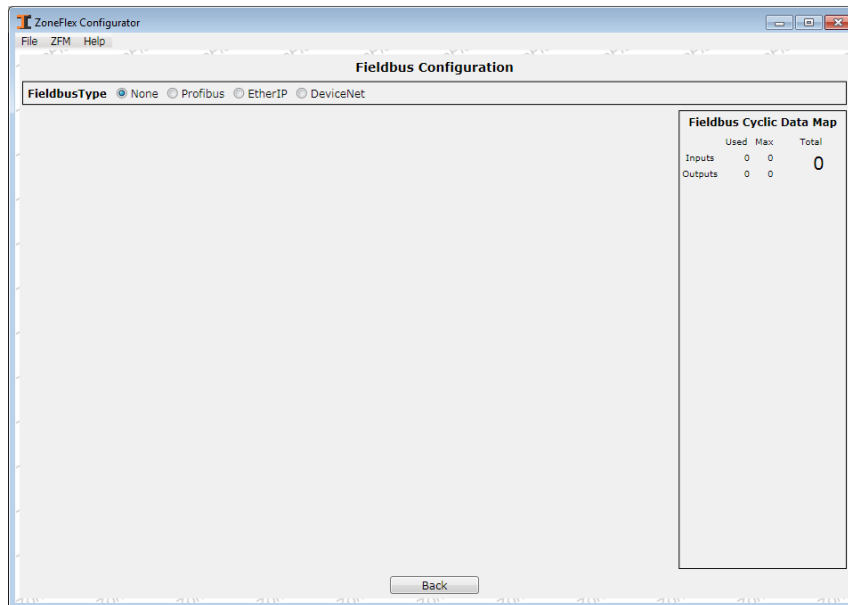 ZoneFlex Configurator
File ZFM Help
Fieldbus Configuration
FieldbusType None Profibus EtherIP DeviceNet
Fieldbus Cyclic Data Map
Used Max Total
Inputs 0 0 0
Outputs 0 0
Back